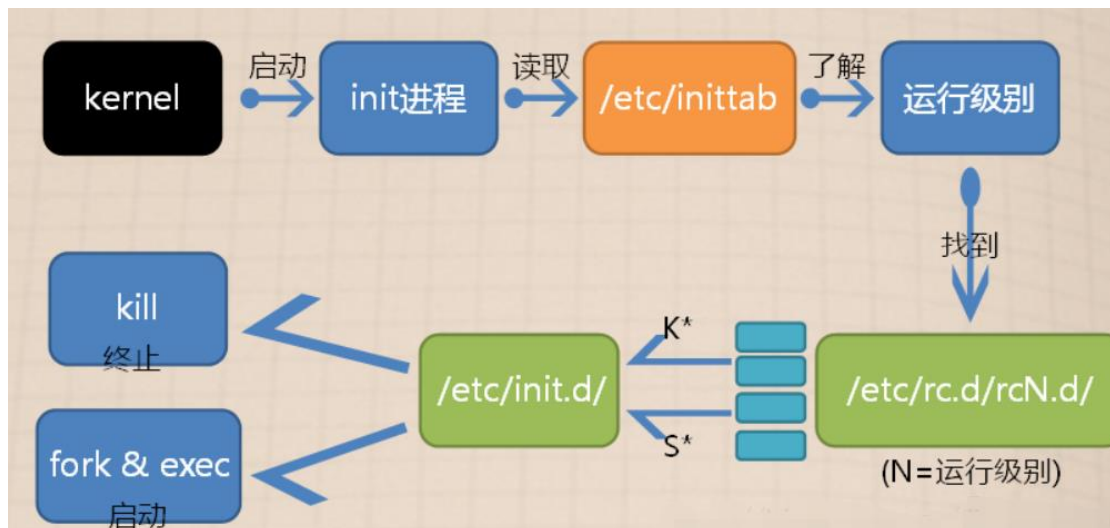 kernel
启动
init进程
读取
/etc/inittab
了解
运行级别
找到
/etc/rc.d/rcN.d/
(N=运行级别)
K*
S*
/etc/init.d/
kill
终止
fork & exec
启动